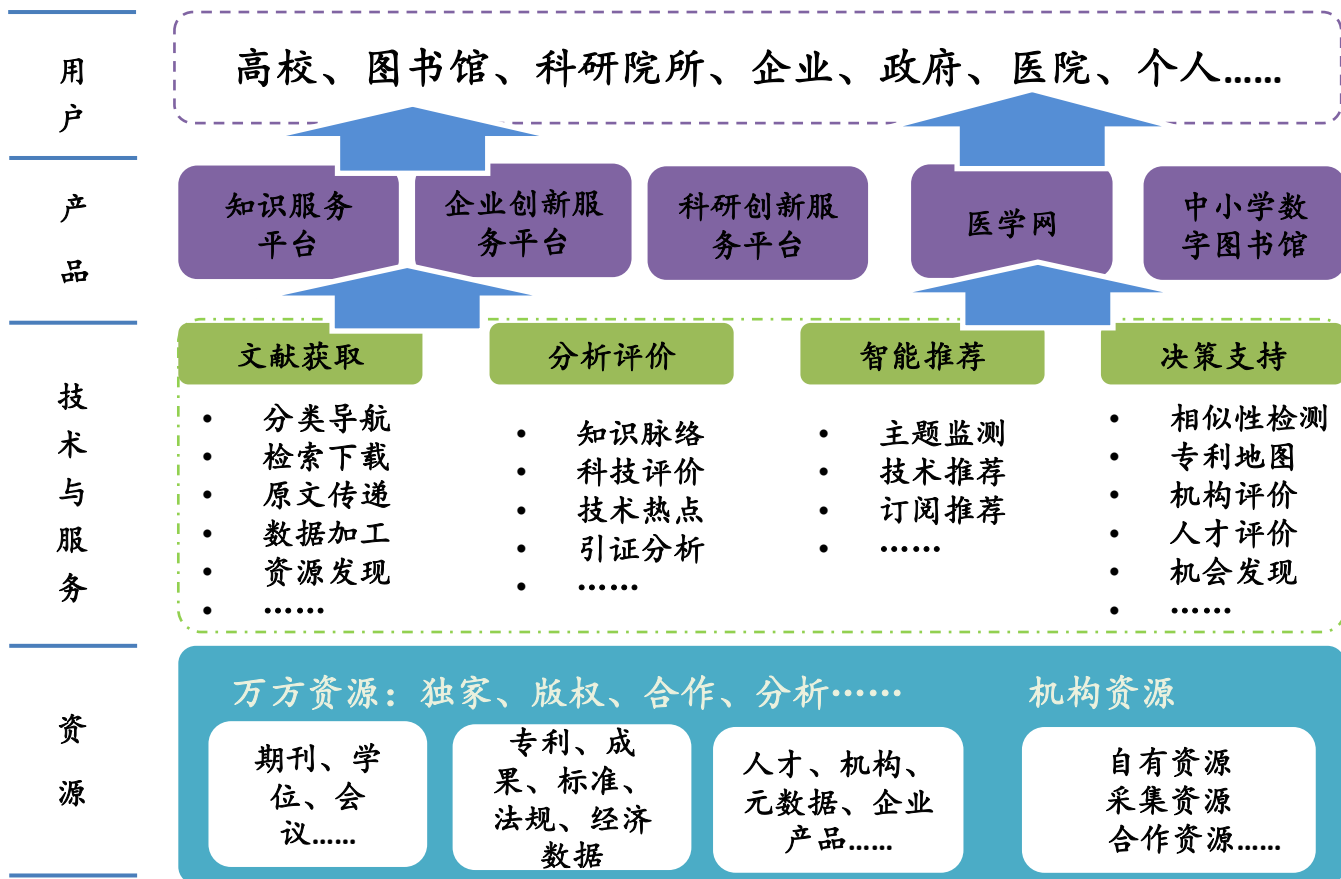 用户
高校、图书馆、科研院所、企业、政府、医院、个人……
产品
知识服务
平台
企业创新服
务平台
科研创新服
务平台
医学网
中小学数
字图书馆
技术与服务
文献获取
• 分类导航
• 检索下载
• 原文传递
• 数据加工
• 资源发现
• ……
分析评价
• 知识脉络
• 科技评价
• 技术热点
• 引证分析
• ……
智能推荐
• 主题监测
• 技术推荐
• 订阅推荐
• ……
决策支持
• 相似性检测
• 专利地图
• 机构评价
• 人才评价
• 机会发现
• ……
资源
万方资源：独家、版权、合作、分析……
期刊、学
位、会
议……
专利、成
果、标准、
法规、经济
数据
人才、机构、
元数据、企业
产品……
机构资源
自有资源
采集资源
合作资源……